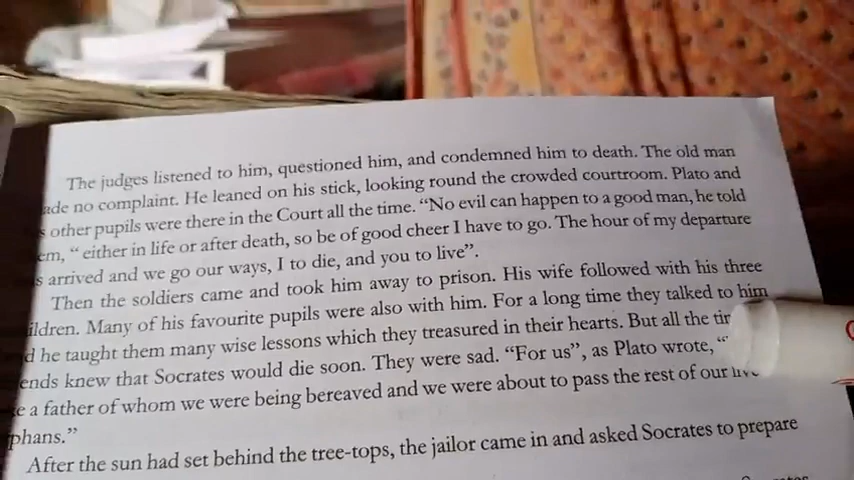 The judges listened to him, questioned him, and condemned him to death. The old man
ade no complaint. He leaned on his stick, looking round the crowded courtroom. Plato and
s other pupils were there in the Court all the time. “No evil can happen to a good man, he told
em, “ either in life or after death, so be of good cheer I have to go. The hour of my departure
s arrived and we go our ways, I to die, and you to live”.
Then the soldiers came and took him away to prison. His wife followed with his three
ildren. Many of his favourite pupils were also with him. For a long time they talked to him
d he taught them many wise lessons which they treasured in their hearts. But all the
ends knew that Socrates would die soon. They were sad. “For us”, as Plato wrote, “
e a father of whom we were being bereaved and we were about to pass the rest of our
phans.”
After the sun had set behind the tree-tops, the jailor came in and asked Socrates to prepare